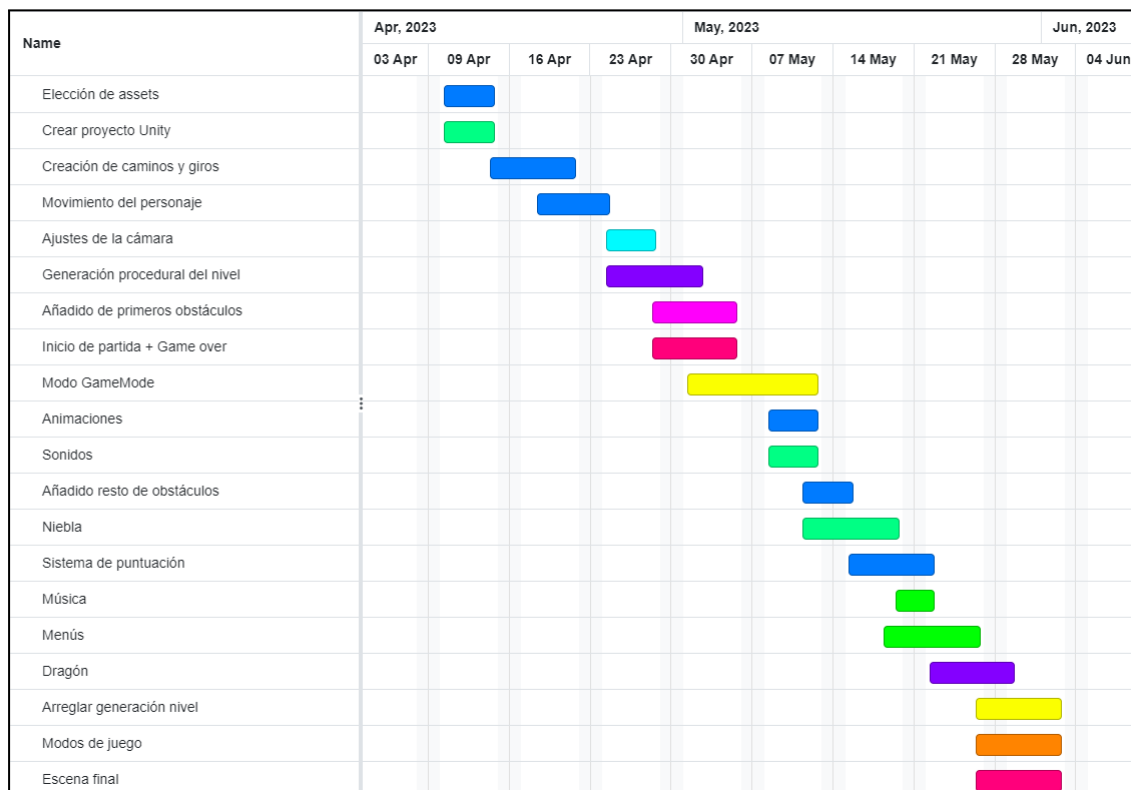 Name
Apr, 2023 May, 2023 Jun, 2023
03 Apr 09 Apr 16 Apr 23 Apr 30 Apr 07 May 14 May 21 May 28 May 04 Jun
Elección de assets
Crear proyecto Unity
Creación de caminos y giros
Movimiento del personaje
Ajustes de la cámara
Generación procedural del nivel
Añadido de primeros obstáculos
Inicio de partida + Game over
Modo GameMode
Animaciones
Sonidos
Añadido resto de obstáculos
Niebla
Sistema de puntuación
Música
Menús
Dragón
Arreglar generación nivel
Modos de juego
Escena final